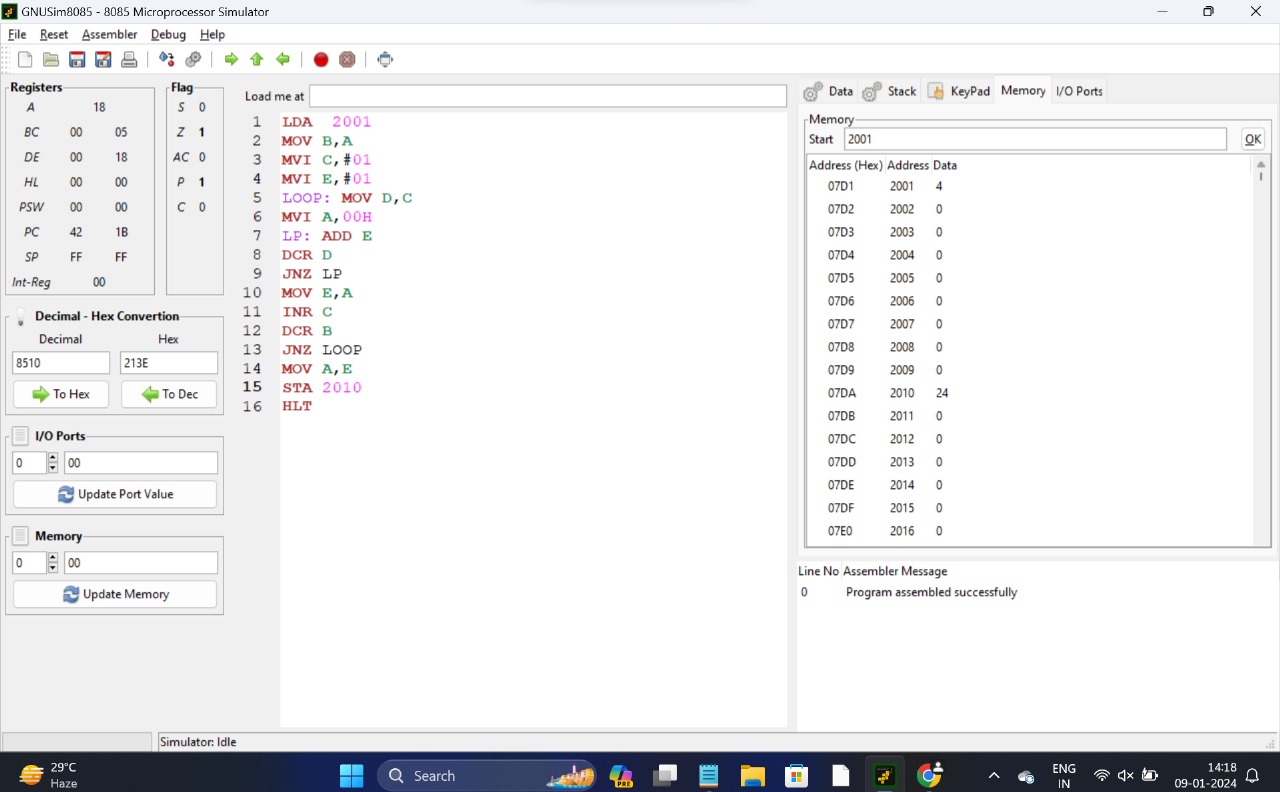 GNUSim8085 - 8085 Microprocessor Simulator
File Reset Assembler Debug Help
Registers
A 18
BC 00 05
DE 00 18
HL 00 00
PSW 00 00
PC 42 1B
SP FF FF
Int-Reg 00
Flag
S 0
Z 1
AC 0
P 1
C 0
Decimal - Hex Convertion
Decimal Hex
8510 213E
To Hex To Dec
I/O Ports
0 00
Update Port Value
Memory
0 00
Update Memory
Load me at
1 LDA 2001
2 MOV B,A
3 MVI C,#01
4 MVI E,#01
5 LOOP: MOV D,C
6 MVI A,00H
7 LP: ADD E
8 DCR D
9 JNZ LP
10 MOV E,A
11 INR C
12 DCR B
13 JNZ LOOP
14 MOV A,E
15 STA 2010
16 HLT
Data Stack KeyPad Memory I/O Ports
Memory
Start 2001 OK
Address (Hex) Address Data
07D1 2001 4
07D2 2002 0
07D3 2003 0
07D4 2004 0
07D5 2005 0
07D6 2006 0
07D7 2007 0
07D8 2008 0
07D9 2009 0
07DA 2010 24
07DB 2011 0
07DC 2012 0
07DD 2013 0
07DE 2014 0
07DF 2015 0
07E0 2016 0
Line No Assembler Message
0 Program assembled successfully
Simulator: Idle
29°C
Haze
Search
PRE
ENG
IN
14:18
09-01-2024